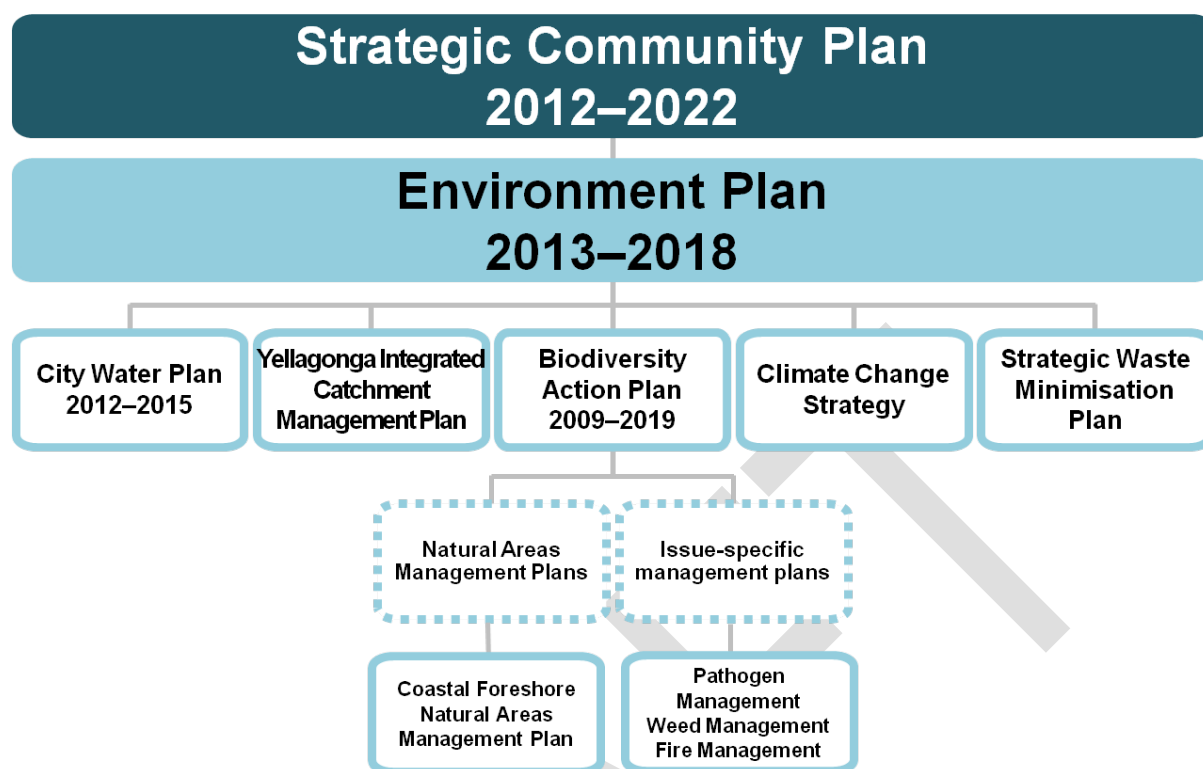 Strategic Community Plan
2012–2022
Environment Plan
2013–2018
City Water Plan
2012–2015
Yellagonga Integrated
Catchment
Management Plan
Biodiversity
Action Plan
2009–2019
Climate Change
Strategy
Strategic Waste
Minimisation
Plan
Natural Areas
Management Plans
Issue-specific
management plans
Coastal Foreshore
Natural Areas
Management Plan
Pathogen
Management
Weed Management
Fire Management